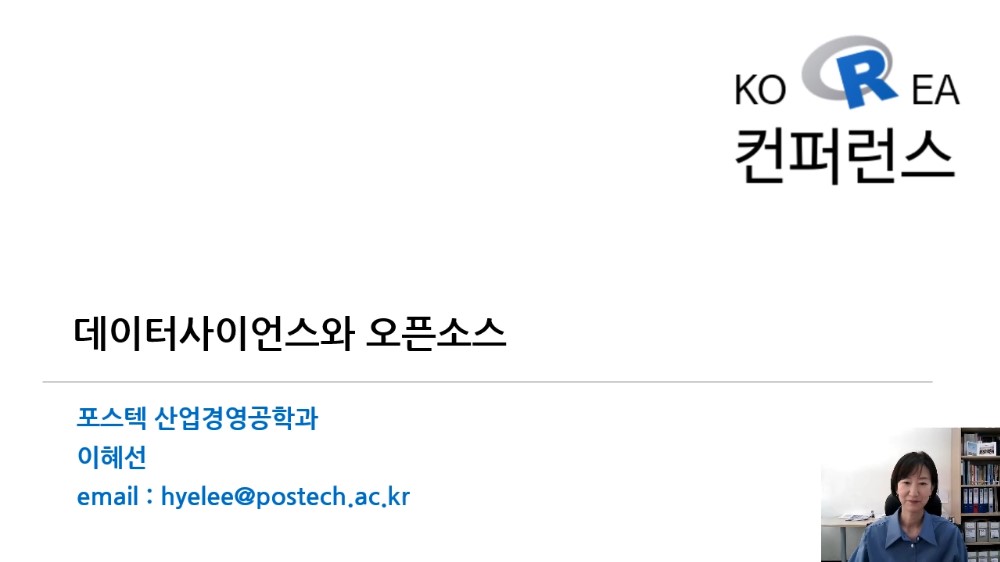 KO R EA
컨퍼런스
데이터사이언스와 오픈소스
포스텍 산업경영공학과
이혜선
email : hyelee@postech.ac.kr